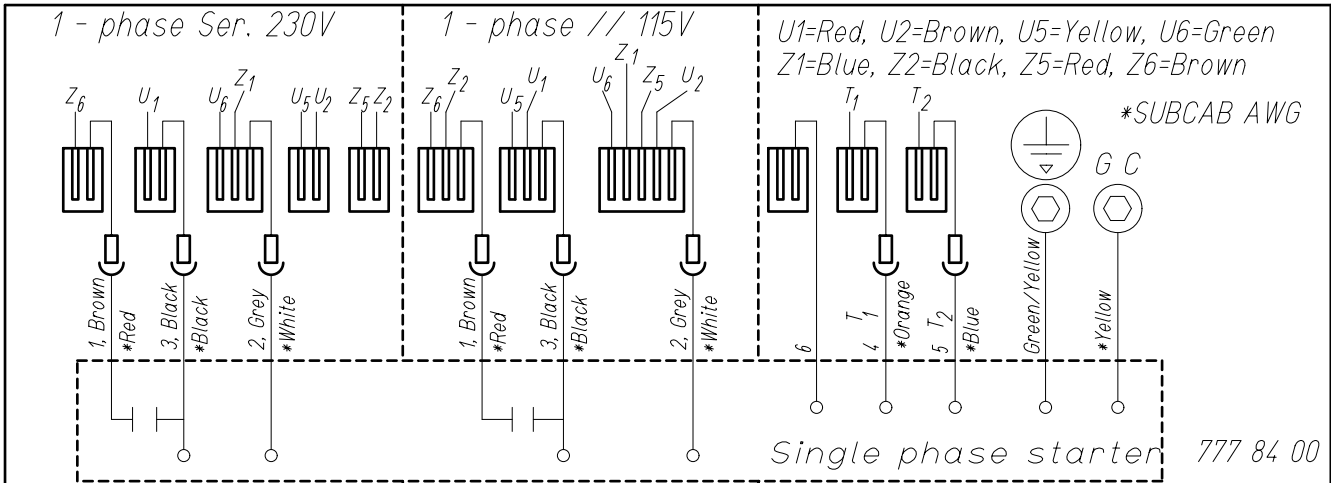 1 - phase Ser. 230V
1 - phase // 115V
U1=Red, U2=Brown, U5=Yellow, U6=Green
Z1=Blue, Z2=Black, Z5=Red, Z6=Brown
*SUBCAB AWG
Z6 U1 U6 Z1 U5 U2 Z5 Z2
Z6 Z2 U5 U1 U6 Z1 Z5 U2
T1 T2
G C
1, Brown
*Red
3, Black
*Black
2, Grey
*White
1, Brown
*Red
3, Black
*Black
2, Grey
*White
6
4 T1
*Orange
5 T2
*Blue
Green/Yellow
*Yellow
Single phase starter
777 84 00